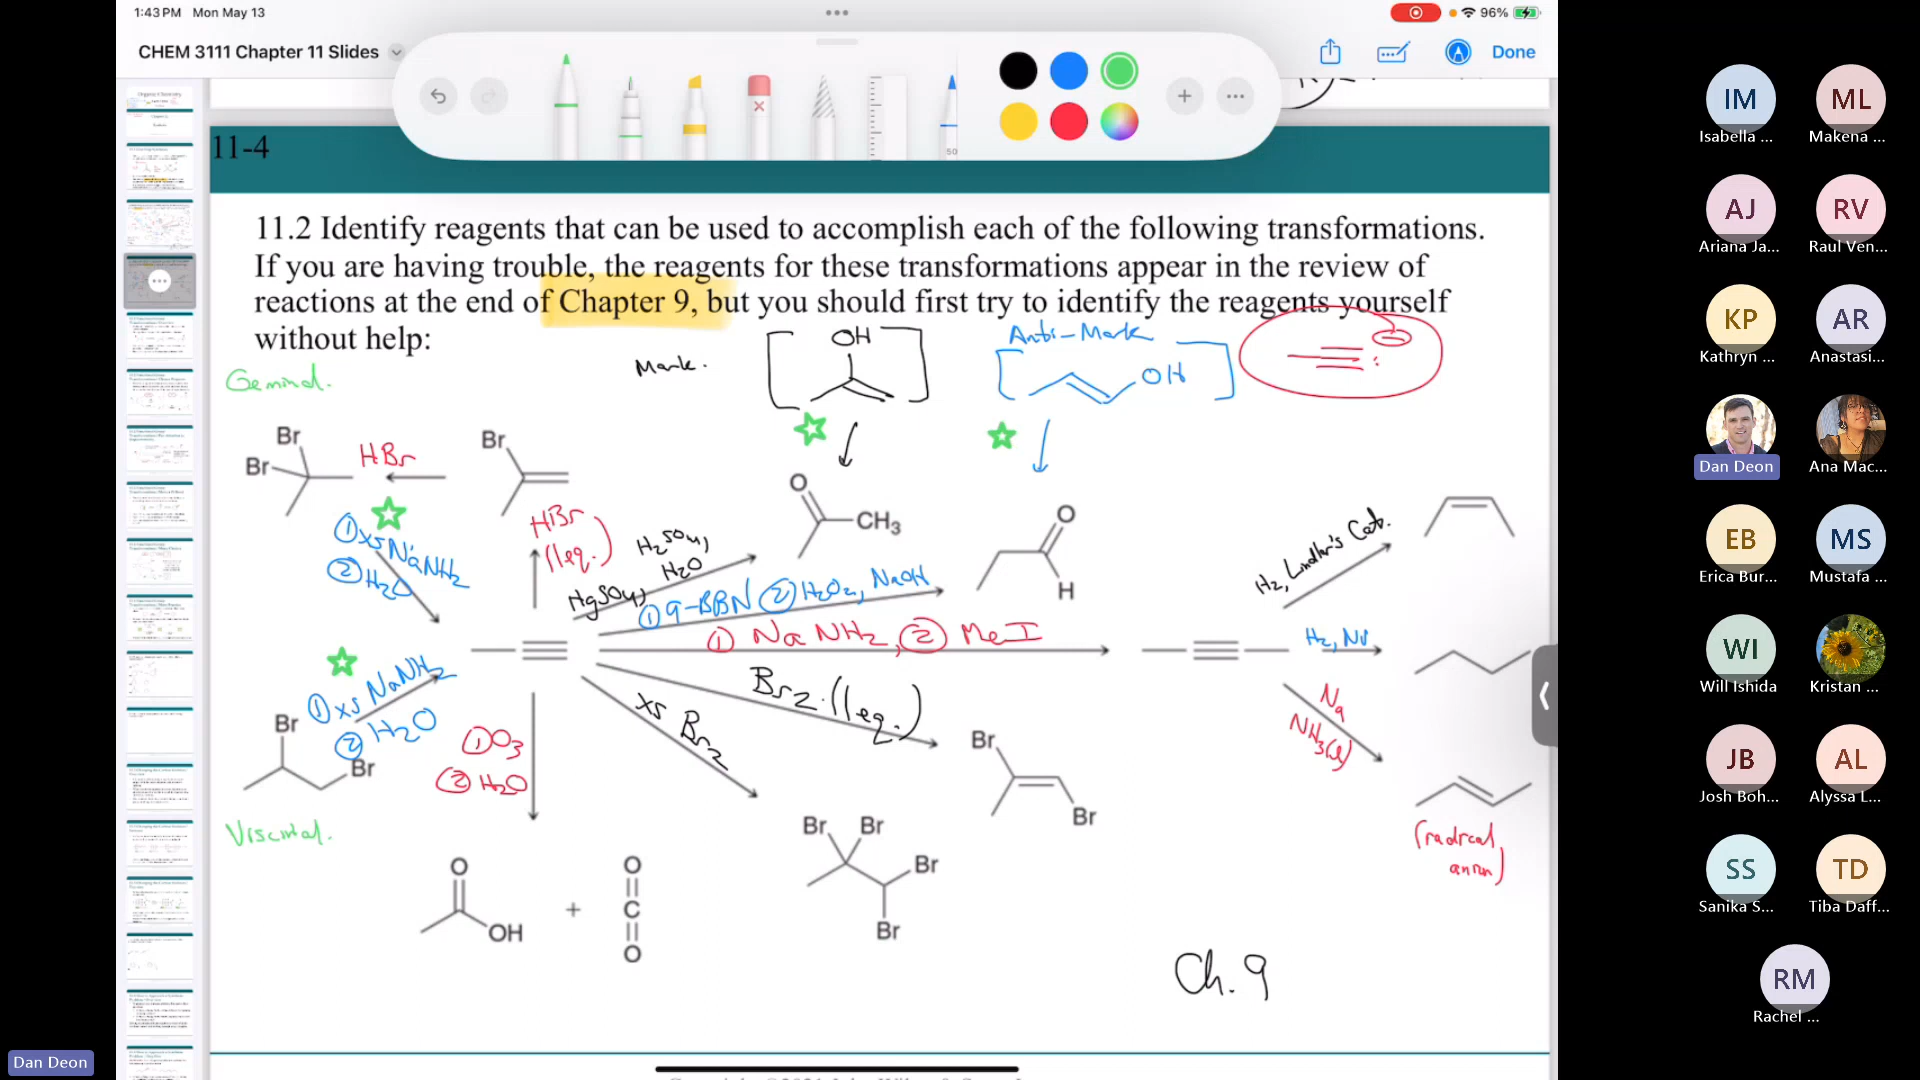 1:43 PM Mon May 13
96%
CHEM 3111 Chapter 11 Slides
Done
50
11-4
11.2 Identify reagents that can be used to accomplish each of the following transformations.
If you are having trouble, the reagents for these transformations appear in the review of
reactions at the end of Chapter 9, but you should first try to identify the reagents yourself
without help:
Geminal.
Mark.
OH
Anti-Mark
OH
Br
Br
HBr
Br
HBr
(1eq.)
① xs NaNH2
② H2O
H2SO4,
H2O
HgSO4,
O
CH3
O
H
① 9-BBN ② H2O2, NaOH
① NaNH2, ② MeI
H2, Lindlar's Cat.
H2, Ni
Na
NH3(l)
(radical
anion)
① xs NaNH2
② H2O
Br
Br
Viscinal.
① O3
② H2O
xs Br2
Br2 (1eq.)
Br
Br
Br
Br
Br
Br
O
OH
+
O
C
O
Ch. 9
IM
Isabella ...
ML
Makena ...
AJ
Ariana Ja...
RV
Raul Ven...
KP
Kathryn ...
AR
Anastasi...
Dan Deon
Ana Mac...
EB
Erica Bur...
MS
Mustafa ...
WI
Will Ishida
Kristan ...
JB
Josh Boh...
AL
Alyssa L...
SS
Sanika S...
TD
Tiba Daff...
RM
Rachel ...
Dan Deon